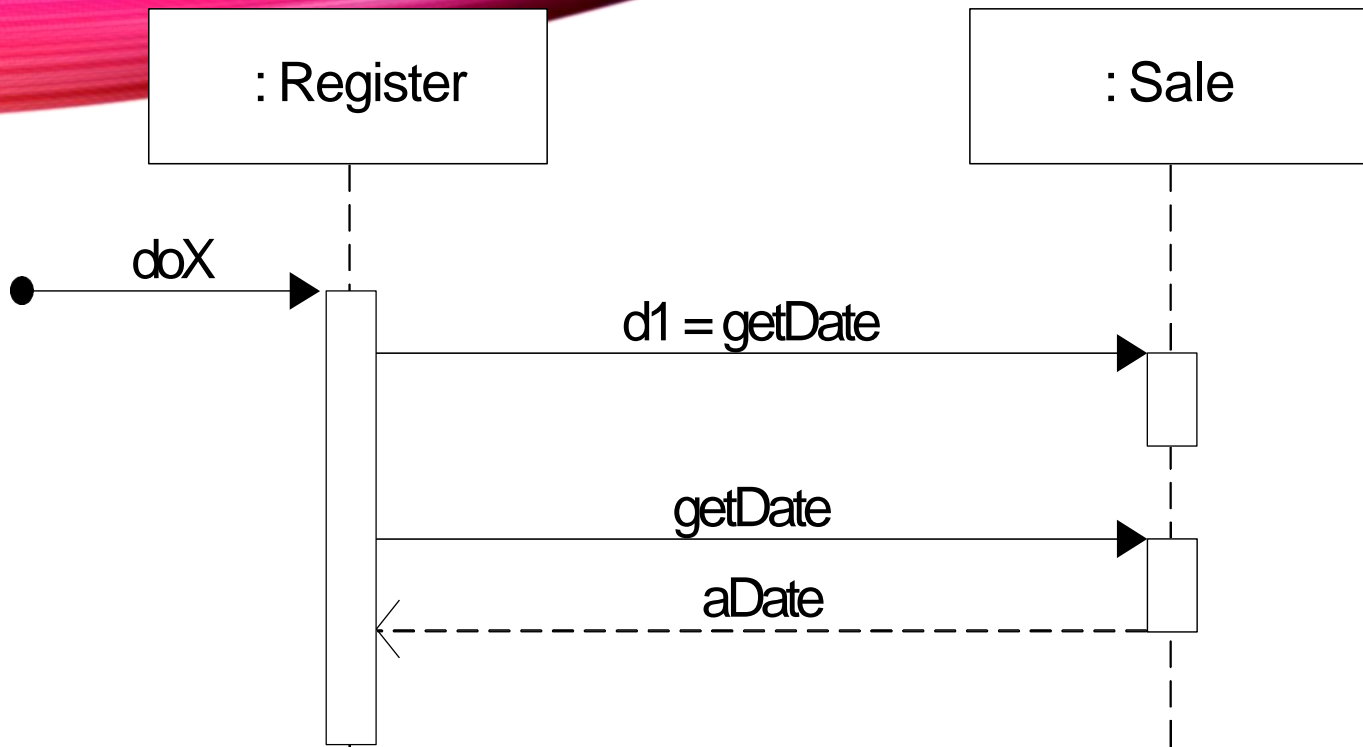 : Register
: Sale
doX
d1 = getDate
getDate
aDate